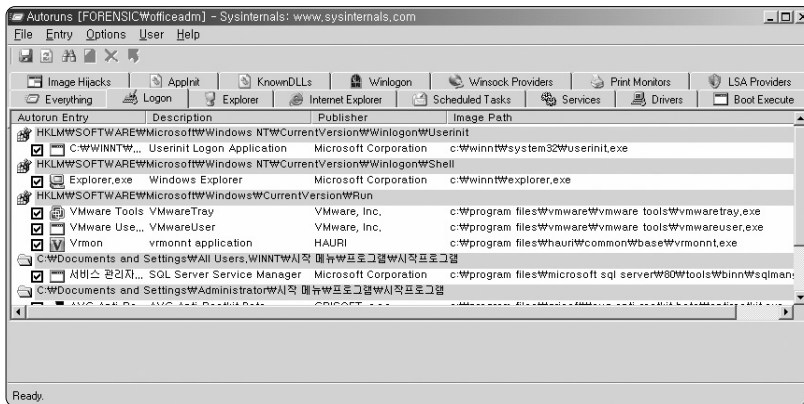 Autoruns [FORENSIC₩officeadm] - Sysinternals: www.sysinternals.com
File Entry Options User Help
Image Hijacks AppInit KnownDLLs Winlogon Winsock Providers Print Monitors LSA Providers
Everything Logon Explorer Internet Explorer Scheduled Tasks Services Drivers Boot Execute
Autorun Entry Description Publisher Image Path
HKLM₩SOFTWARE₩Microsoft₩Windows NT₩CurrentVersion₩Winlogon₩Userinit
C:₩WINNT₩... Userinit Logon Application Microsoft Corporation c:₩winnt₩system32₩userinit.exe
HKLM₩SOFTWARE₩Microsoft₩Windows NT₩CurrentVersion₩Winlogon₩Shell
Explorer.exe Windows Explorer Microsoft Corporation c:₩winnt₩explorer.exe
HKLM₩SOFTWARE₩Microsoft₩Windows₩CurrentVersion₩Run
VMware Tools VMwareTray VMware, Inc. c:₩program files₩vmware₩vmware tools₩vmwaretray.exe
VMware Use... VMwareUser VMware, Inc. c:₩program files₩vmware₩vmware tools₩vmwareuser.exe
Vrmon vrmonnt application HAURI c:₩program files₩hauri₩common₩base₩vrmonnt.exe
C:₩Documents and Settings₩All Users.WINNT₩시작 메뉴₩프로그램₩시작프로그램
서비스 관리자... SQL Server Service Manager Microsoft Corporation c:₩program files₩microsoft sql server₩80₩tools₩binn₩sqlmang
C:₩Documents and Settings₩Administrator₩시작 메뉴₩프로그램₩시작프로그램
Ready.